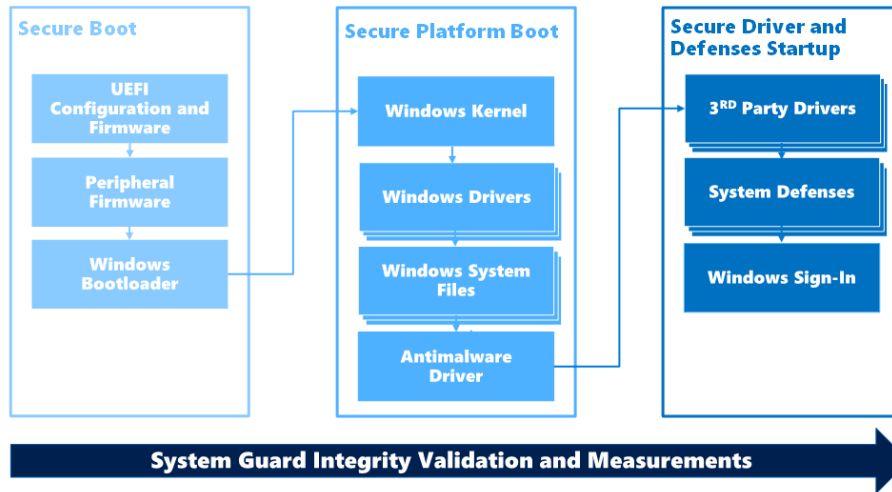 Secure Boot
UEFI
Configuration and
Firmware
Peripheral
Firmware
Windows
Bootloader
Secure Platform Boot
Windows Kernel
Windows Drivers
Windows System
Files
Antimalware
Driver
Secure Driver and
Defenses Startup
3RD Party Drivers
System Defenses
Windows Sign-In
System Guard Integrity Validation and Measurements